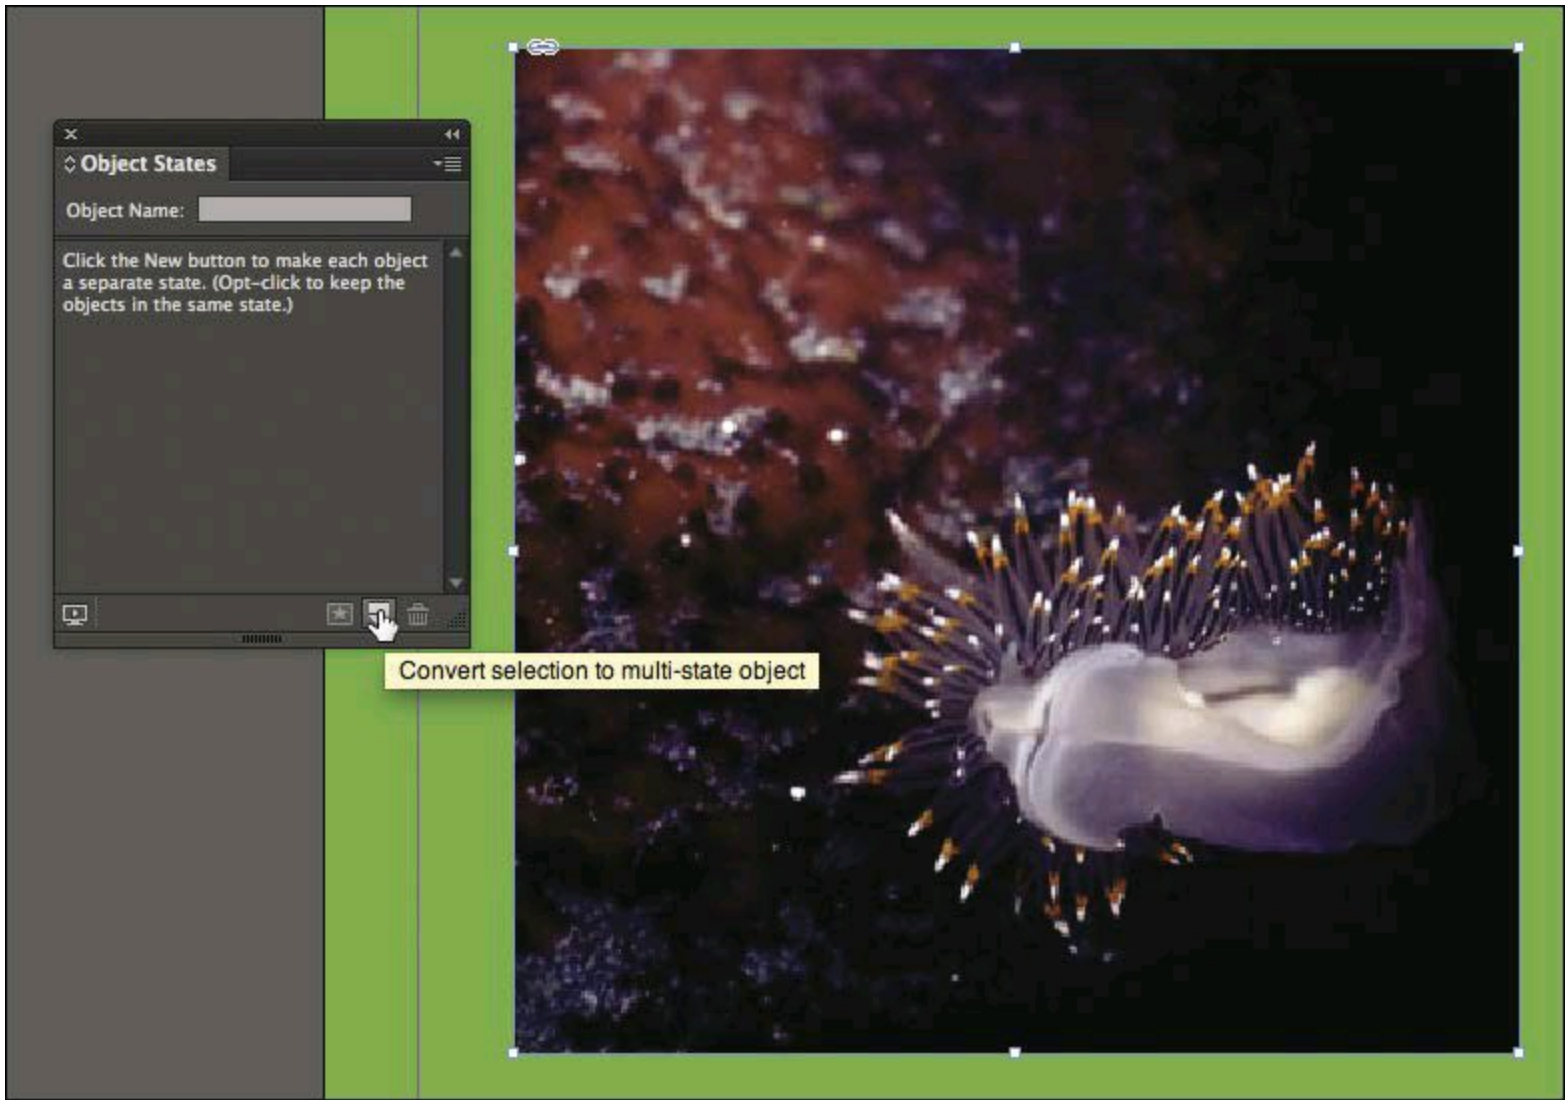 Object States
Object Name:
Click the New button to make each object
a separate state. (Opt-click to keep the
objects in the same state.)
Convert selection to multi-state object